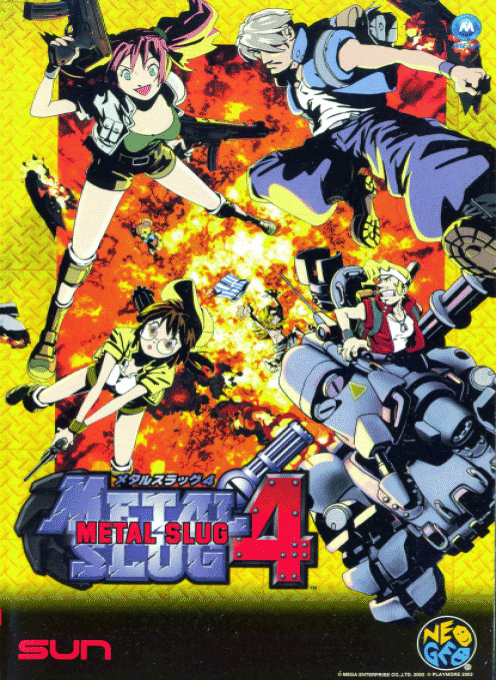 メタルスラッグ4
METAL
SLUG
METAL SLUG
4
TM
sun
NEO
GEO
© MEGA ENTERPRISE CO.,LTD. 2002 © PLAYMORE 2002